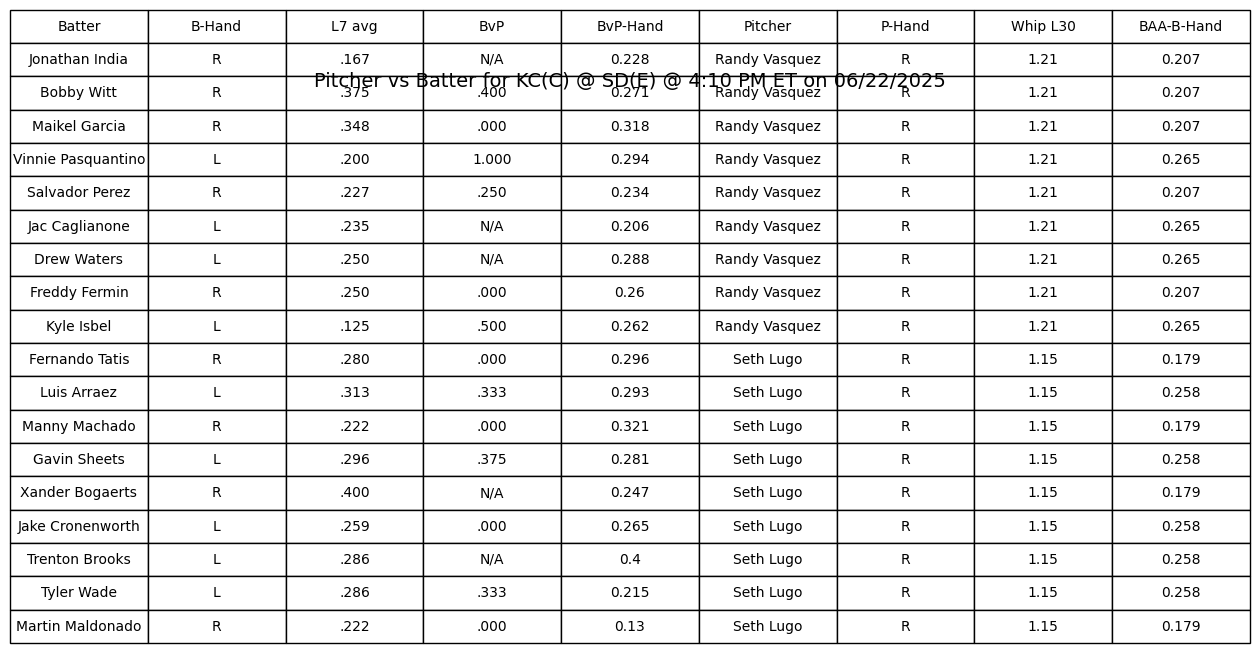 Batter B-Hand L7 avg BvP BvP-Hand Pitcher P-Hand Whip L30 BAA-B-Hand
Jonathan India R .167 N/A 0.228 Randy Vasquez R 1.21 0.207
Pitcher vs Batter for KC(C) @ SD(E) @ 4:10 PM ET on 06/22/2025
Bobby Witt R .375 .400 0.271 Randy Vasquez R 1.21 0.207
Maikel Garcia R .348 .000 0.318 Randy Vasquez R 1.21 0.207
Vinnie Pasquantino L .200 1.000 0.294 Randy Vasquez R 1.21 0.265
Salvador Perez R .227 .250 0.234 Randy Vasquez R 1.21 0.207
Jac Caglianone L .235 N/A 0.206 Randy Vasquez R 1.21 0.265
Drew Waters L .250 N/A 0.288 Randy Vasquez R 1.21 0.265
Freddy Fermin R .250 .000 0.26 Randy Vasquez R 1.21 0.207
Kyle Isbel L .125 .500 0.262 Randy Vasquez R 1.21 0.265
Fernando Tatis R .280 .000 0.296 Seth Lugo R 1.15 0.179
Luis Arraez L .313 .333 0.293 Seth Lugo R 1.15 0.258
Manny Machado R .222 .000 0.321 Seth Lugo R 1.15 0.179
Gavin Sheets L .296 .375 0.281 Seth Lugo R 1.15 0.258
Xander Bogaerts R .400 N/A 0.247 Seth Lugo R 1.15 0.179
Jake Cronenworth L .259 .000 0.265 Seth Lugo R 1.15 0.258
Trenton Brooks L .286 N/A 0.4 Seth Lugo R 1.15 0.258
Tyler Wade L .286 .333 0.215 Seth Lugo R 1.15 0.258
Martin Maldonado R .222 .000 0.13 Seth Lugo R 1.15 0.179